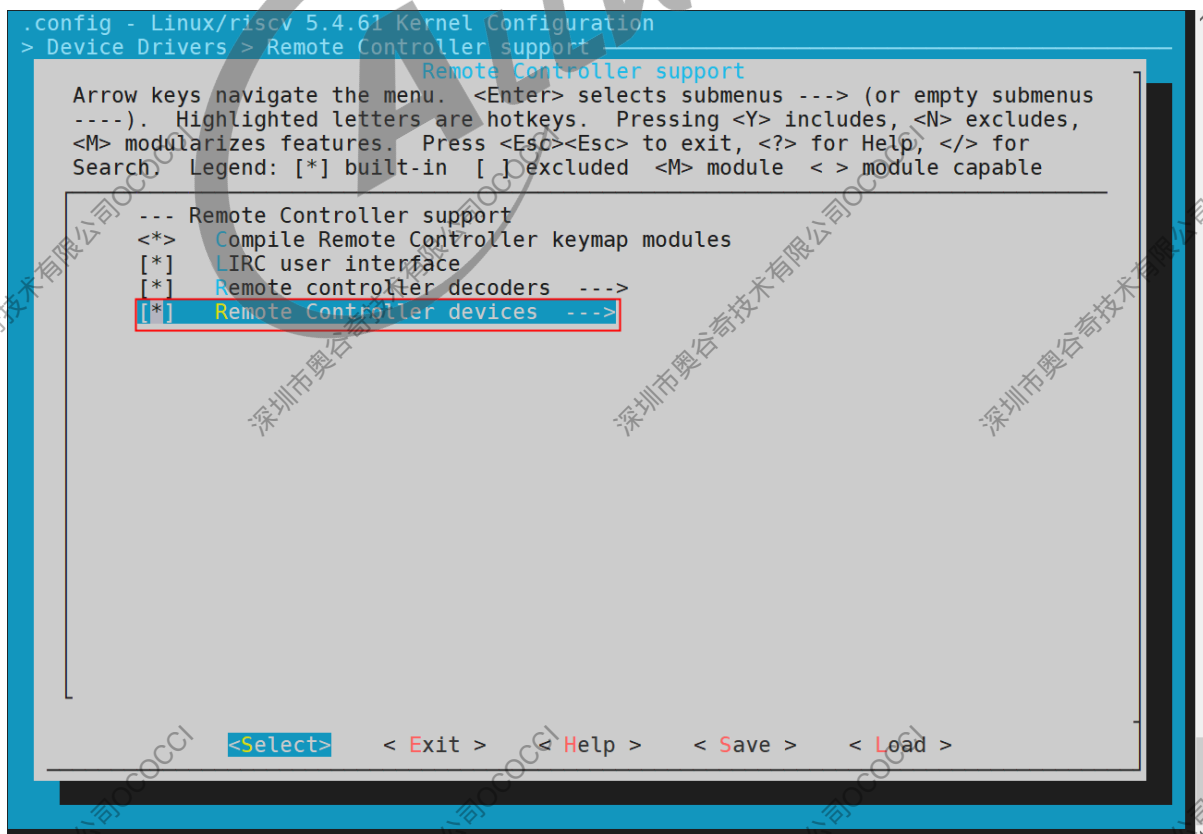 .config - Linux/riscv 5.4.61 Kernel Configuration
> Device Drivers > Remote Controller support
Remote Controller support
Arrow keys navigate the menu. <Enter> selects submenus ---> (or empty submenus
----). Highlighted letters are hotkeys. Pressing <Y> includes, <N> excludes,
<M> modularizes features. Press <Esc><Esc> to exit, <?> for Help, </> for
Search. Legend: [*] built-in [ ] excluded <M> module < > module capable
--- Remote Controller support
<*> Compile Remote Controller keymap modules
[*] LIRC user interface
[*] Remote controller decoders --->
[*] Remote Controller devices --->
<Select> < Exit > < Help > < Save > < Load >
深圳市奥谷奇技术有限公司OCOCCI
深圳市奥谷奇技术有限公司OCOCCI
深圳市奥谷奇技术有限公司